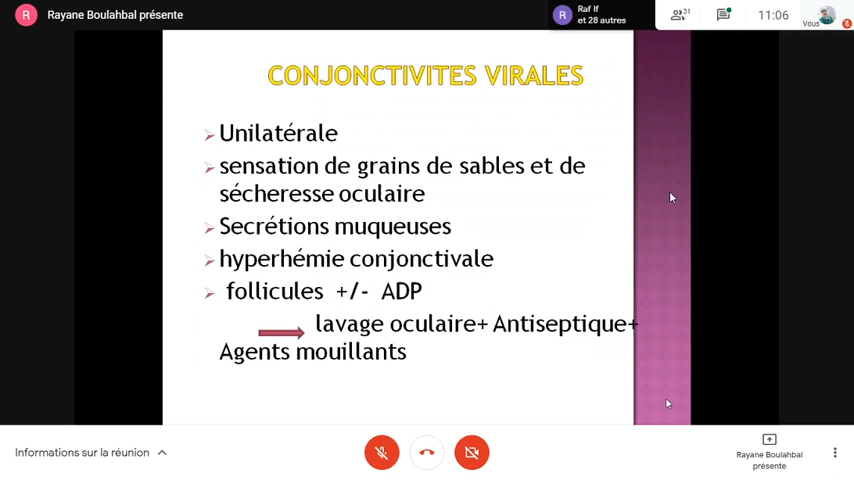 R Rayane Boulahbal présente
R Raf lf
et 28 autres
31
11:06
Vous
CONJONCTIVITES VIRALES
Unilatérale
sensation de grains de sables et de
sécheresse oculaire
Secrétions muqueuses
hyperhémie conjonctivale
follicules +/- ADP
lavage oculaire+ Antiseptique+
Agents mouillants
Informations sur la réunion
Rayane Boulahbal
présente